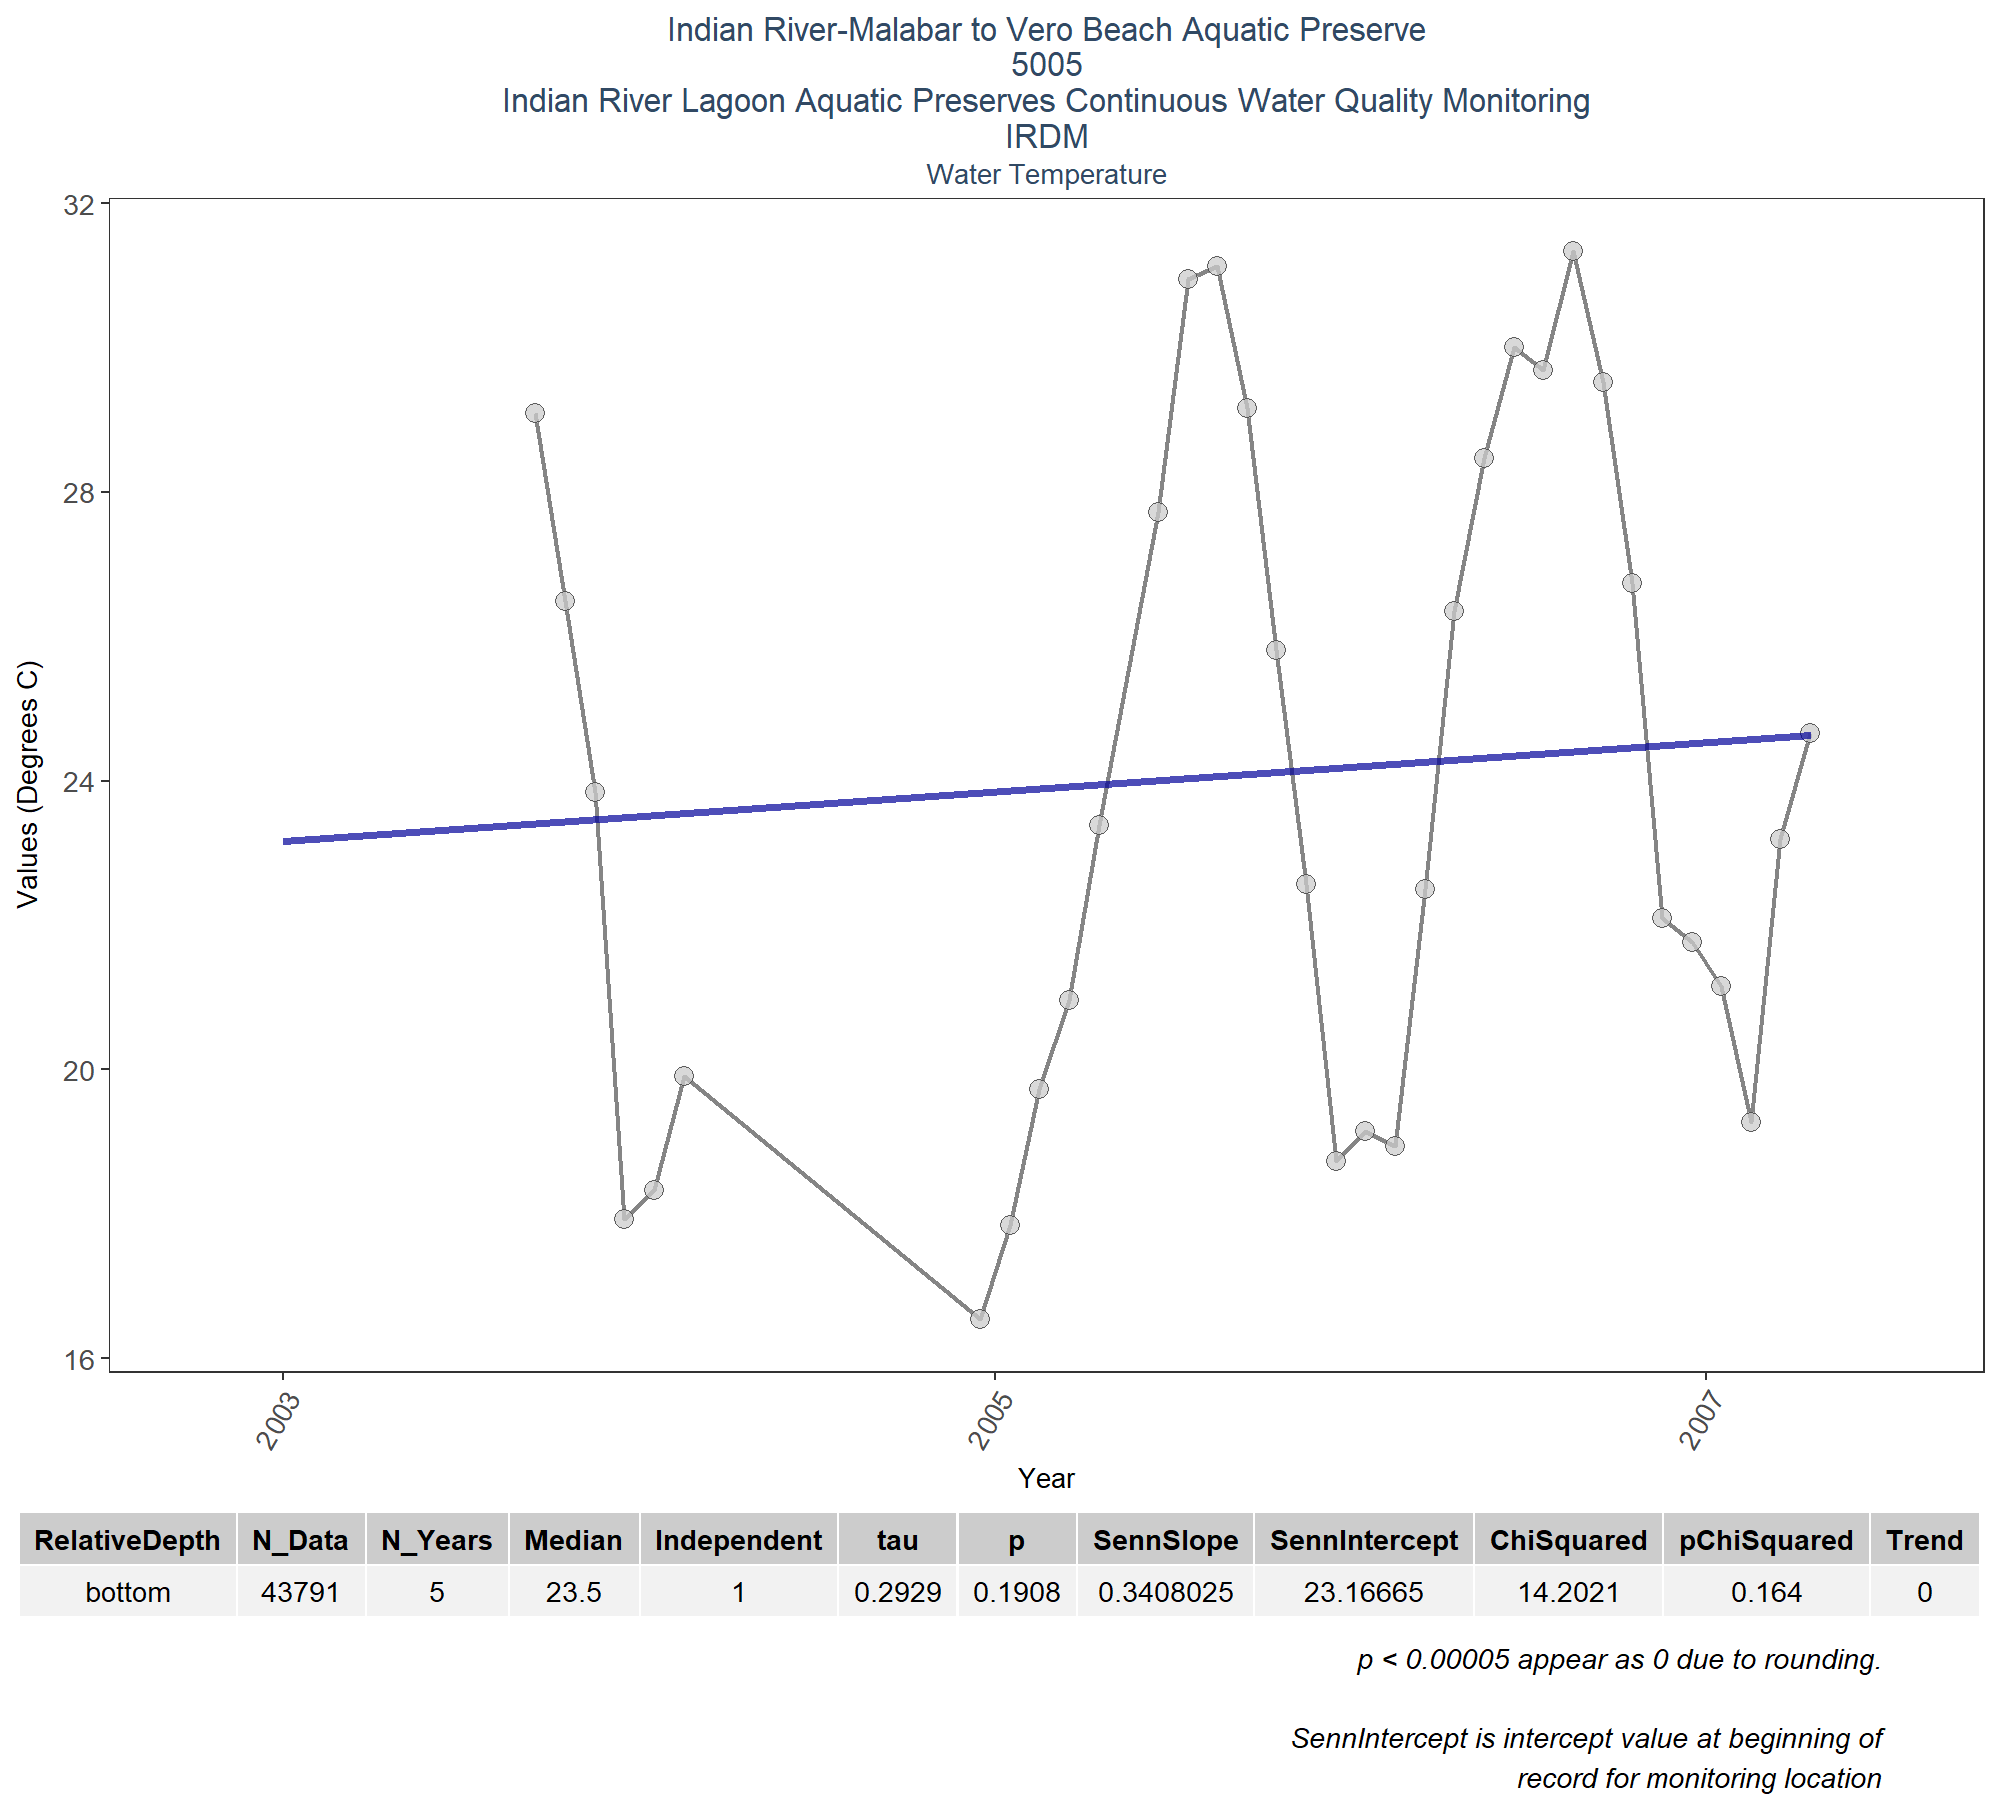 Indian River-Malabar to Vero Beach Aquatic Preserve
5005
Indian River Lagoon Aquatic Preserves Continuous Water Quality Monitoring
IRDM
Water Temperature
32
28
24
20
16
Values (Degrees C)
2003 2005 2007
Year
RelativeDepth N_Data N_Years Median Independent tau p SennSlope SennIntercept ChiSquared pChiSquared Trend
bottom 43791 5 23.5 1 0.2929 0.1908 0.3408025 23.16665 14.2021 0.164 0
p < 0.00005 appear as 0 due to rounding.
SennIntercept is intercept value at beginning of
record for monitoring location